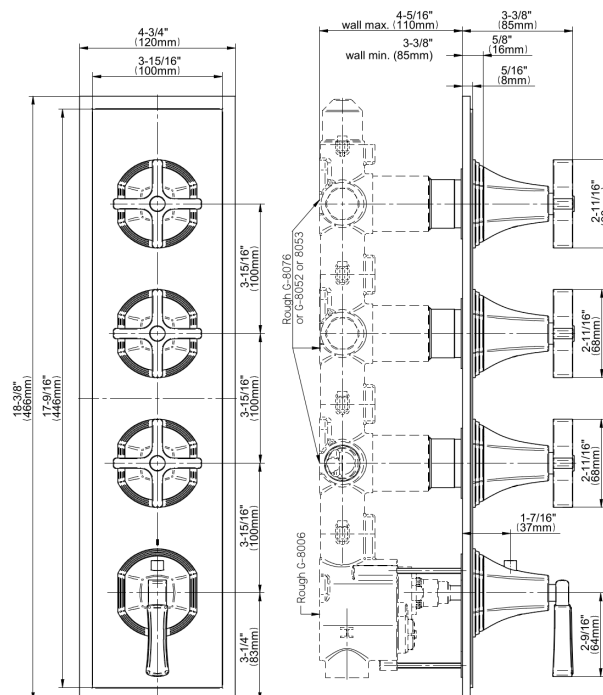 4-3/4"
(120mm)
3-15/16"
(100mm)
4-5/16"
wall max. (110mm)
3-3/8"
wall min. (85mm)
3-3/8"
(85mm)
5/8"
(16mm)
5/16"
(8mm)
18-3/8"
(466mm)
17-9/16"
(446mm)
3-15/16"
(100mm)
3-15/16"
(100mm)
3-15/16"
(100mm)
3-1/4"
(83mm)
Rough G-8076
or G-8052 or 8053
Rough G-8006
2-11/16"
2-11/16"
(68mm)
2-11/16"
(68mm)
1-7/16"
(37mm)
2-9/16"
(64mm)